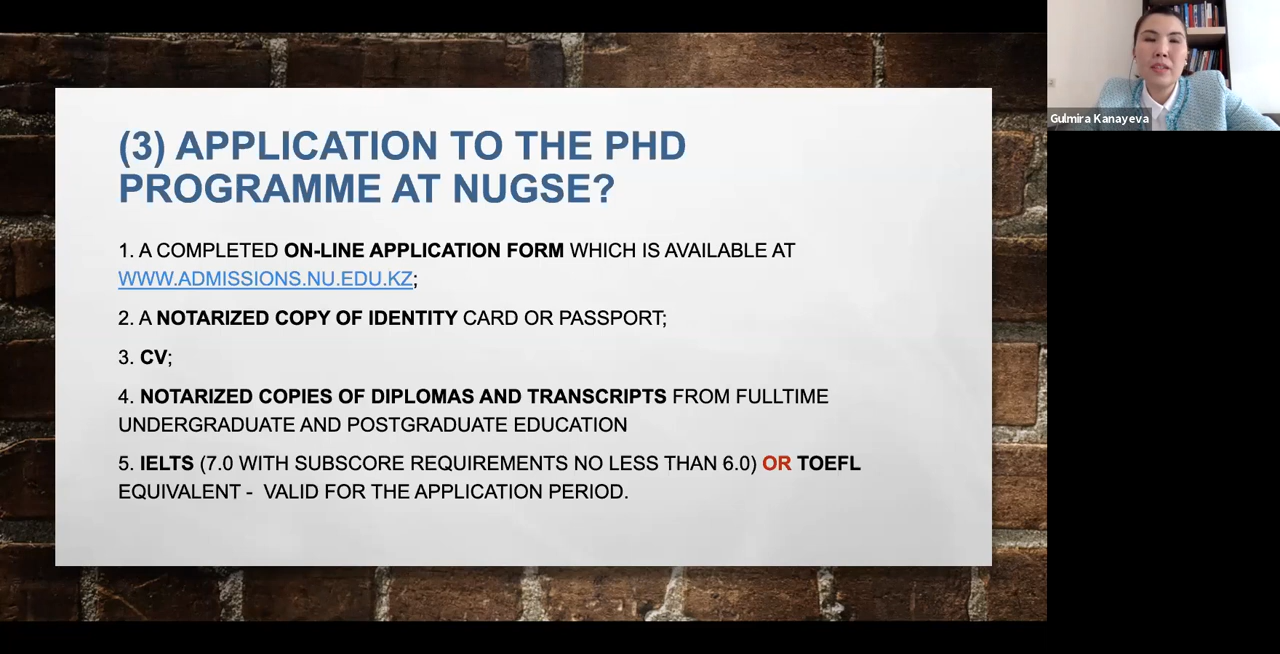 (3) APPLICATION TO THE PHD
PROGRAMME AT NUGSE?
1. A COMPLETED ON-LINE APPLICATION FORM WHICH IS AVAILABLE AT
WWW.ADMISSIONS.NU.EDU.KZ;
2. A NOTARIZED COPY OF IDENTITY CARD OR PASSPORT;
3. CV;
4. NOTARIZED COPIES OF DIPLOMAS AND TRANSCRIPTS FROM FULLTIME
UNDERGRADUATE AND POSTGRADUATE EDUCATION
5. IELTS (7.0 WITH SUBSCORE REQUIREMENTS NO LESS THAN 6.0) OR TOEFL
EQUIVALENT - VALID FOR THE APPLICATION PERIOD.
Gulmira Kanayeva